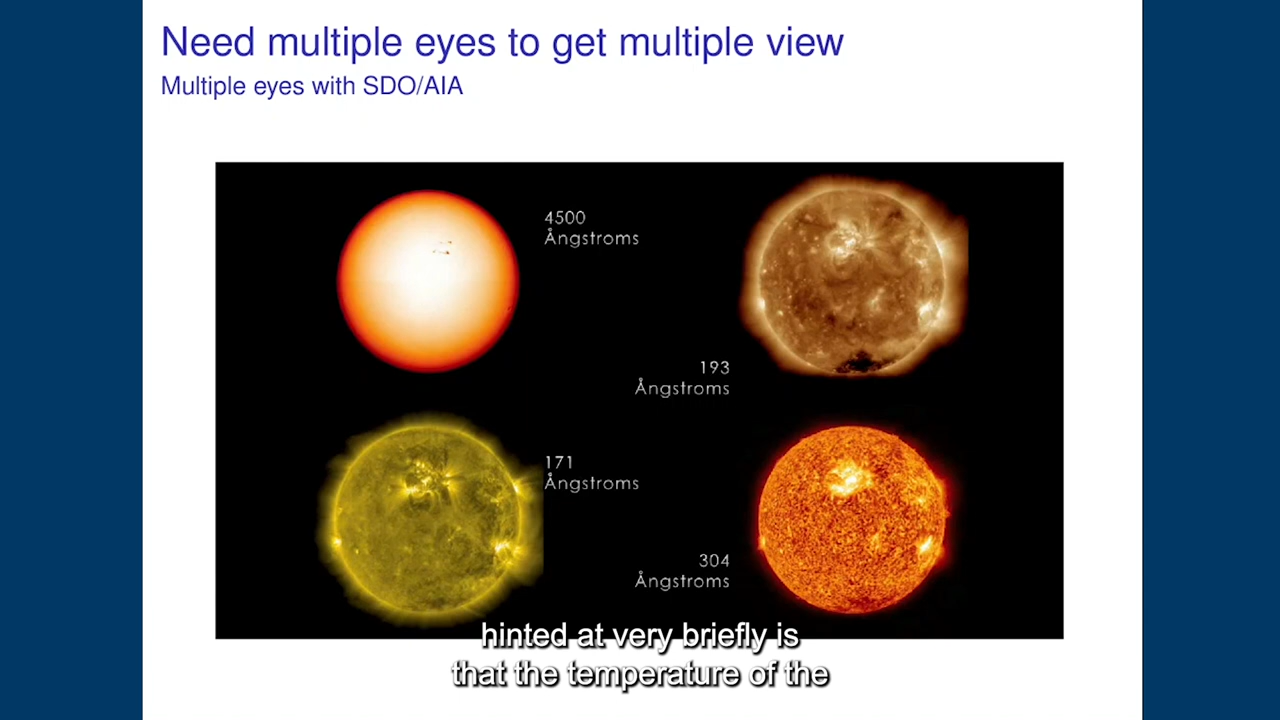 Need multiple eyes to get multiple view
Multiple eyes with SDO/AIA
4500
Ångstroms
193
Ångstroms
171
Ångstroms
304
Ångstroms
hinted at very briefly is
that the temperature of the